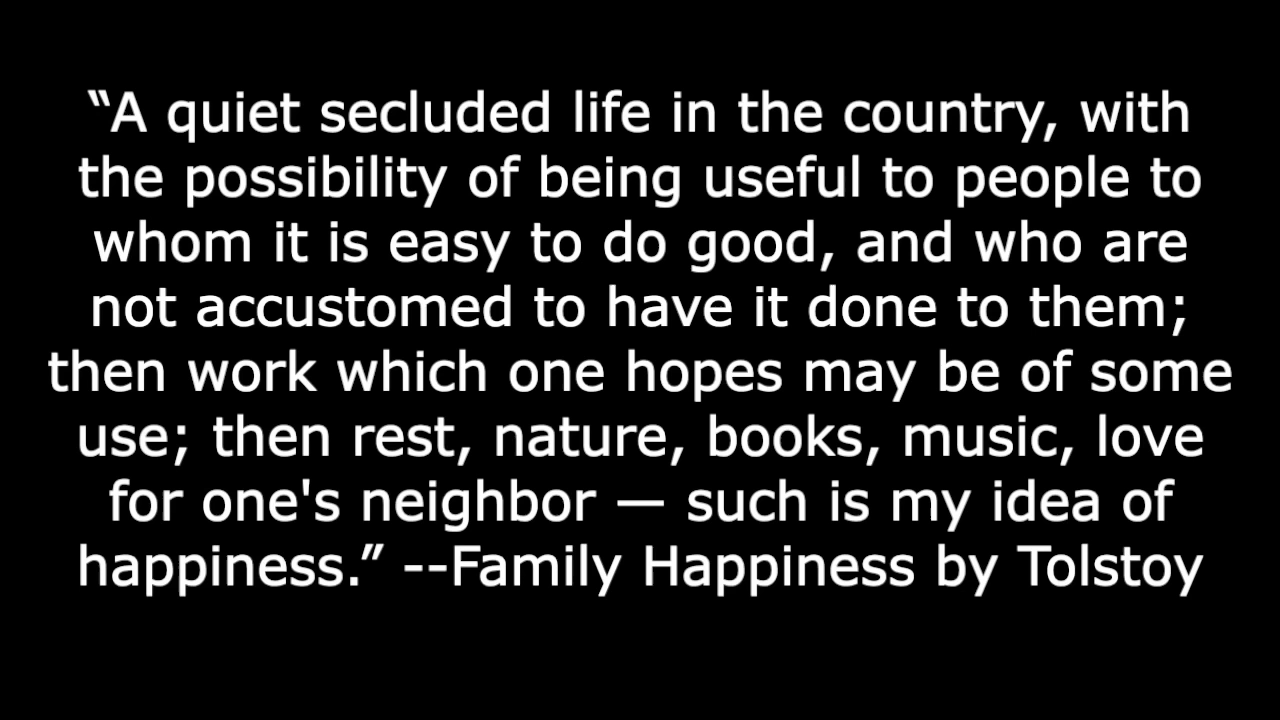 “A quiet secluded life in the country, with
the possibility of being useful to people to
whom it is easy to do good, and who are
not accustomed to have it done to them;
then work which one hopes may be of some
use; then rest, nature, books, music, love
for one's neighbor — such is my idea of
happiness.” --Family Happiness by Tolstoy